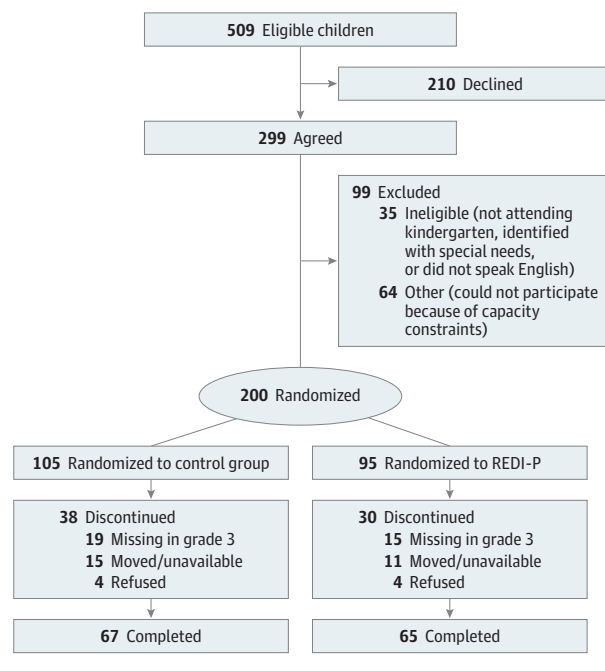 509 Eligible children
210 Declined
299 Agreed
99 Excluded
35 Ineligible (not attending
kindergarten, identified
with special needs,
or did not speak English)
64 Other (could not participate
because of capacity
constraints)
200 Randomized
105 Randomized to control group
95 Randomized to REDI-P
38 Discontinued
19 Missing in grade 3
15 Moved/unavailable
4 Refused
30 Discontinued
15 Missing in grade 3
11 Moved/unavailable
4 Refused
67 Completed
65 Completed